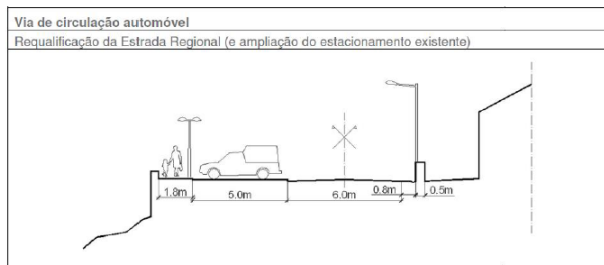 Via de circulação automóvel
Requalificação da Estrada Regional (e ampliação do estacionamento existente)
1.8m
5.0m
6.0m
0.8m
0.5m